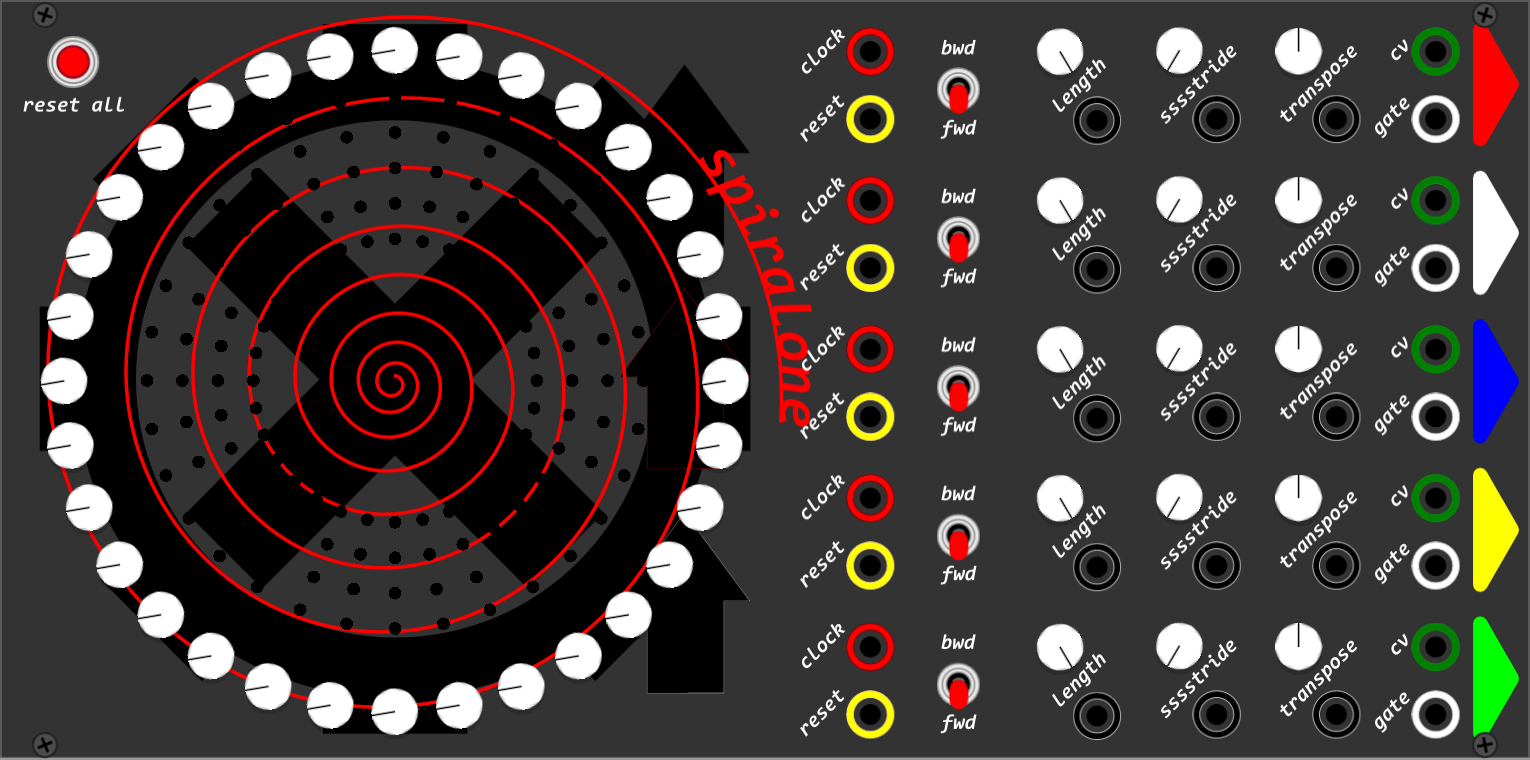 reset all
spiralone
clock
bwd
Length
sssstride
transpose
cv
reset
fwd
gate
clock
bwd
Length
sssstride
transpose
cv
reset
fwd
gate
clock
bwd
Length
sssstride
transpose
cv
reset
fwd
gate
clock
bwd
Length
sssstride
transpose
cv
reset
fwd
gate
clock
bwd
Length
sssstride
transpose
cv
reset
fwd
gate